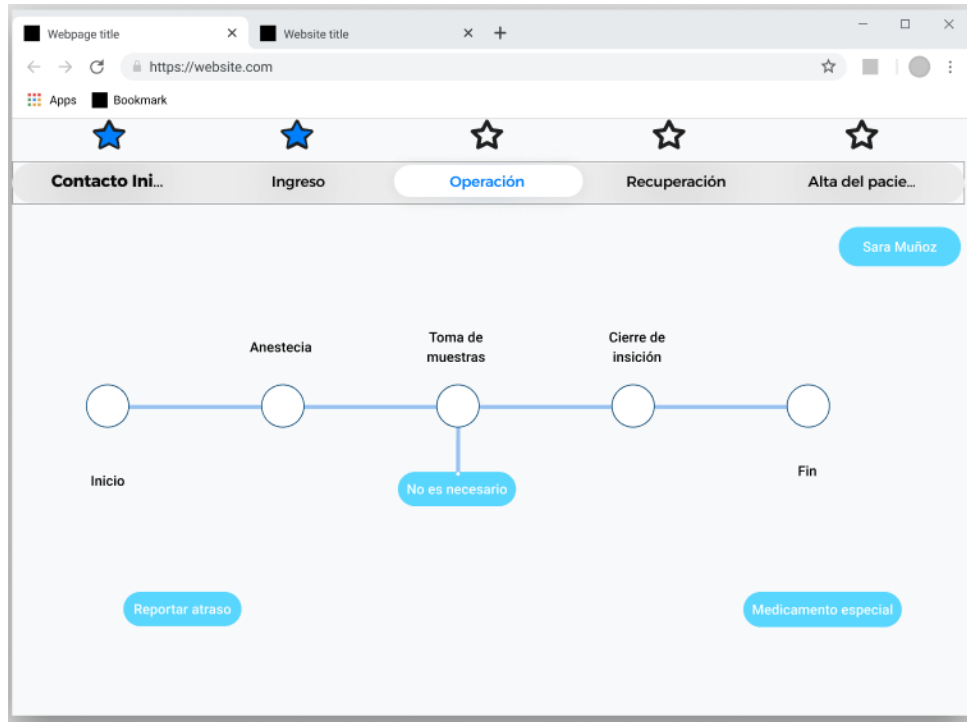 Webpage title
Website title
https://website.com
Apps
Bookmark
Contacto Ini...
Ingreso
Operación
Recuperación
Alta del pacie...
Sara Muñoz
Anestecia
Toma de
muestras
Cierre de
insición
Inicio
No es necesario
Fin
Reportar atraso
Medicamento especial